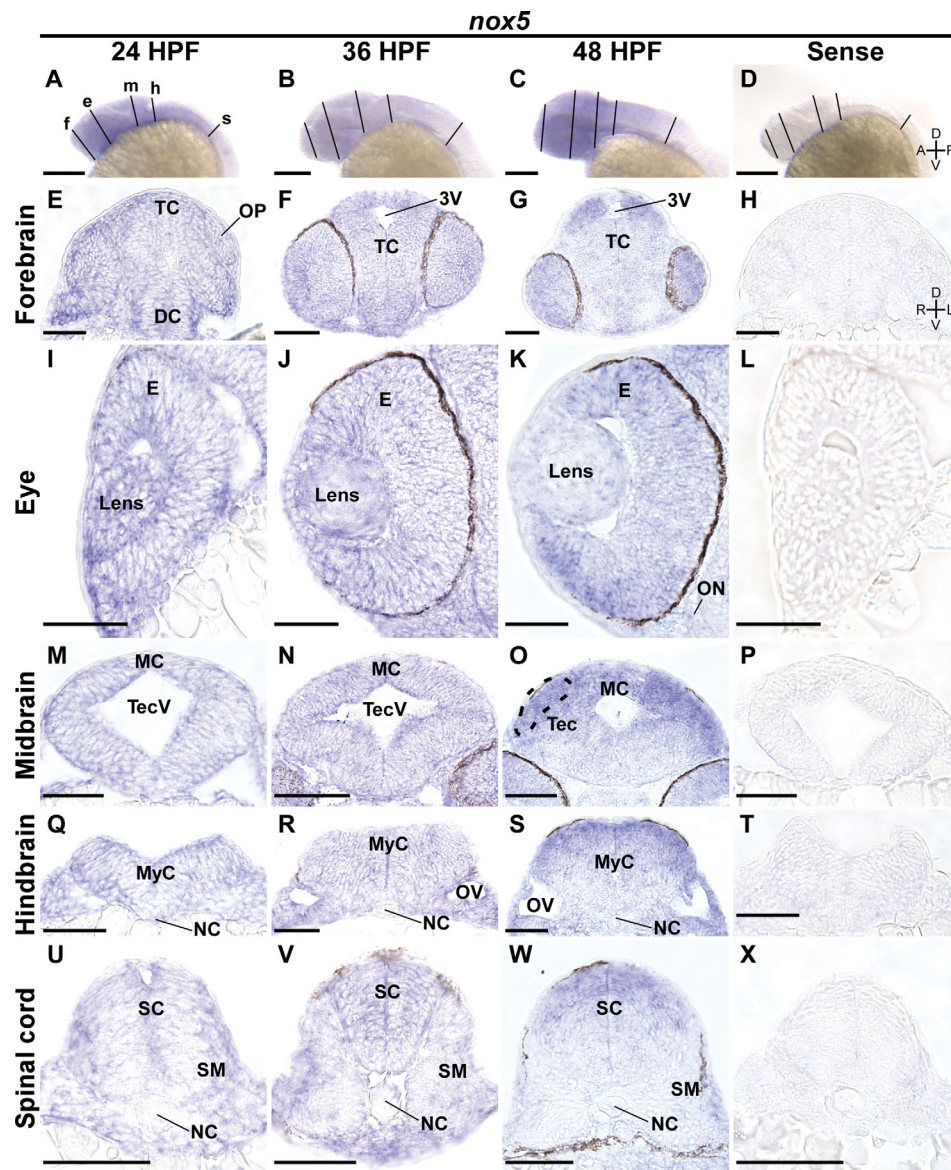 nox5
24 HPF 36 HPF 48 HPF Sense
A B C D
f e m h s
D
A P
V
Forebrain
E F G H
TC OP DC
3V TC
3V TC
D
R L
V
Eye
I J K L
E Lens
Lens
E Lens ON
Midbrain
M N O P
MC TecV
MC TecV
MC Tec
Hindbrain
Q R S T
MyC NC
MyC OV NC
MyC OV NC
Spinal cord
U V W X
SC SM NC
SC SM NC
SC SM NC